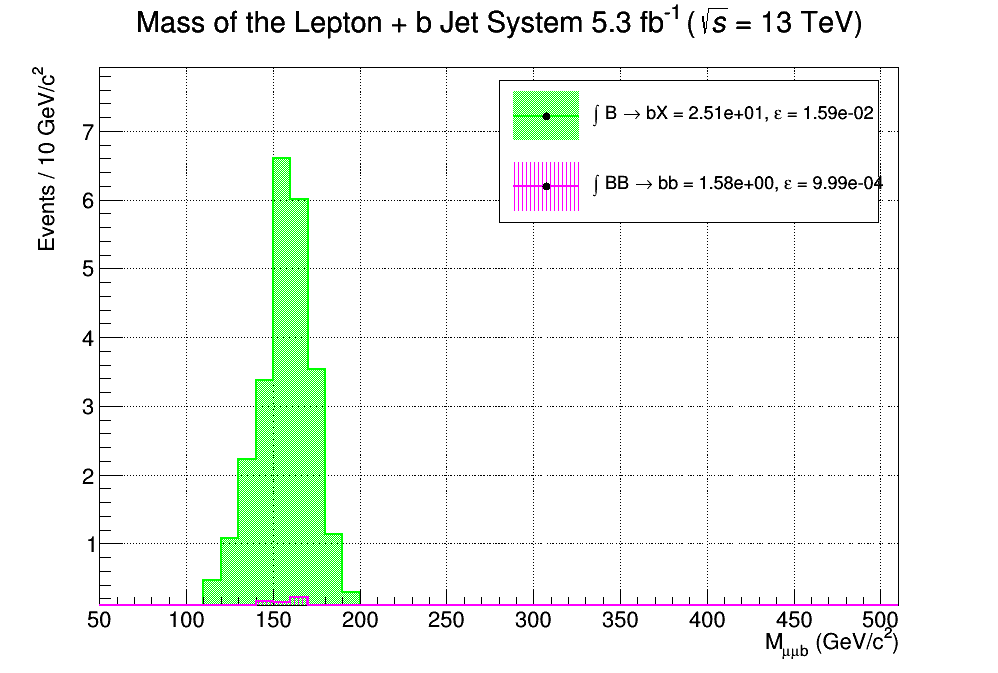 Mass of the Lepton + b Jet System 5.3 fb⁻¹ (√s = 13 TeV)
Events / 10 GeV/c²
∫ B → bX = 2.51e+01, ε = 1.59e-02
∫ BB → bb = 1.58e+00, ε = 9.99e-04
7
6
5
4
3
2
1
50 100 150 200 250 300 350 400 450 500
M_μμb (GeV/c²)